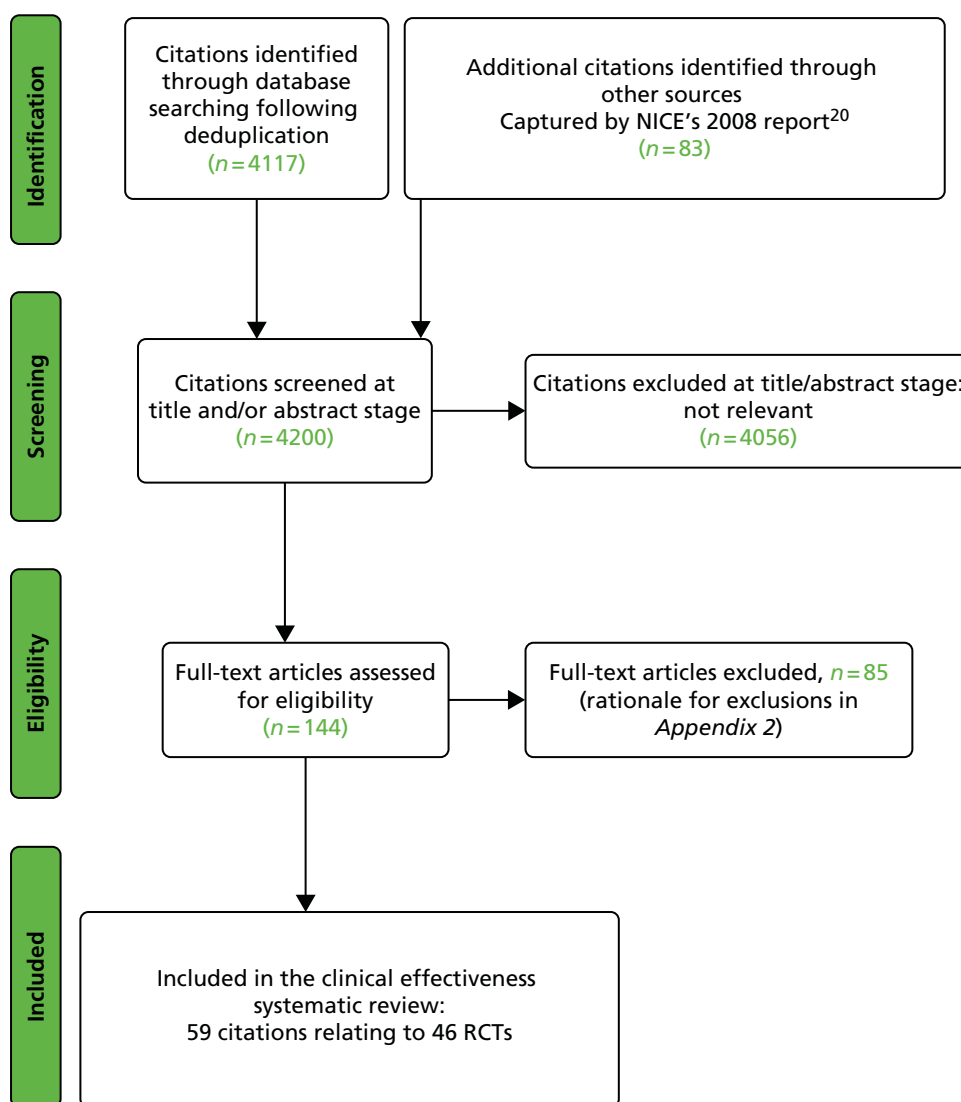 Identification
Citations identified
through database
searching following
deduplication
(n=4117)
Additional citations identified through
other sources
Captured by NICE's 2008 report20
(n=83)
Screening
Citations screened at
title and/or abstract stage
(n=4200)
Citations excluded at title/abstract stage:
not relevant
(n=4056)
Eligibility
Full-text articles assessed
for eligibility
(n=144)
Full-text articles excluded, n=85
(rationale for exclusions in
Appendix 2)
Included
Included in the clinical effectiveness
systematic review:
59 citations relating to 46 RCTs